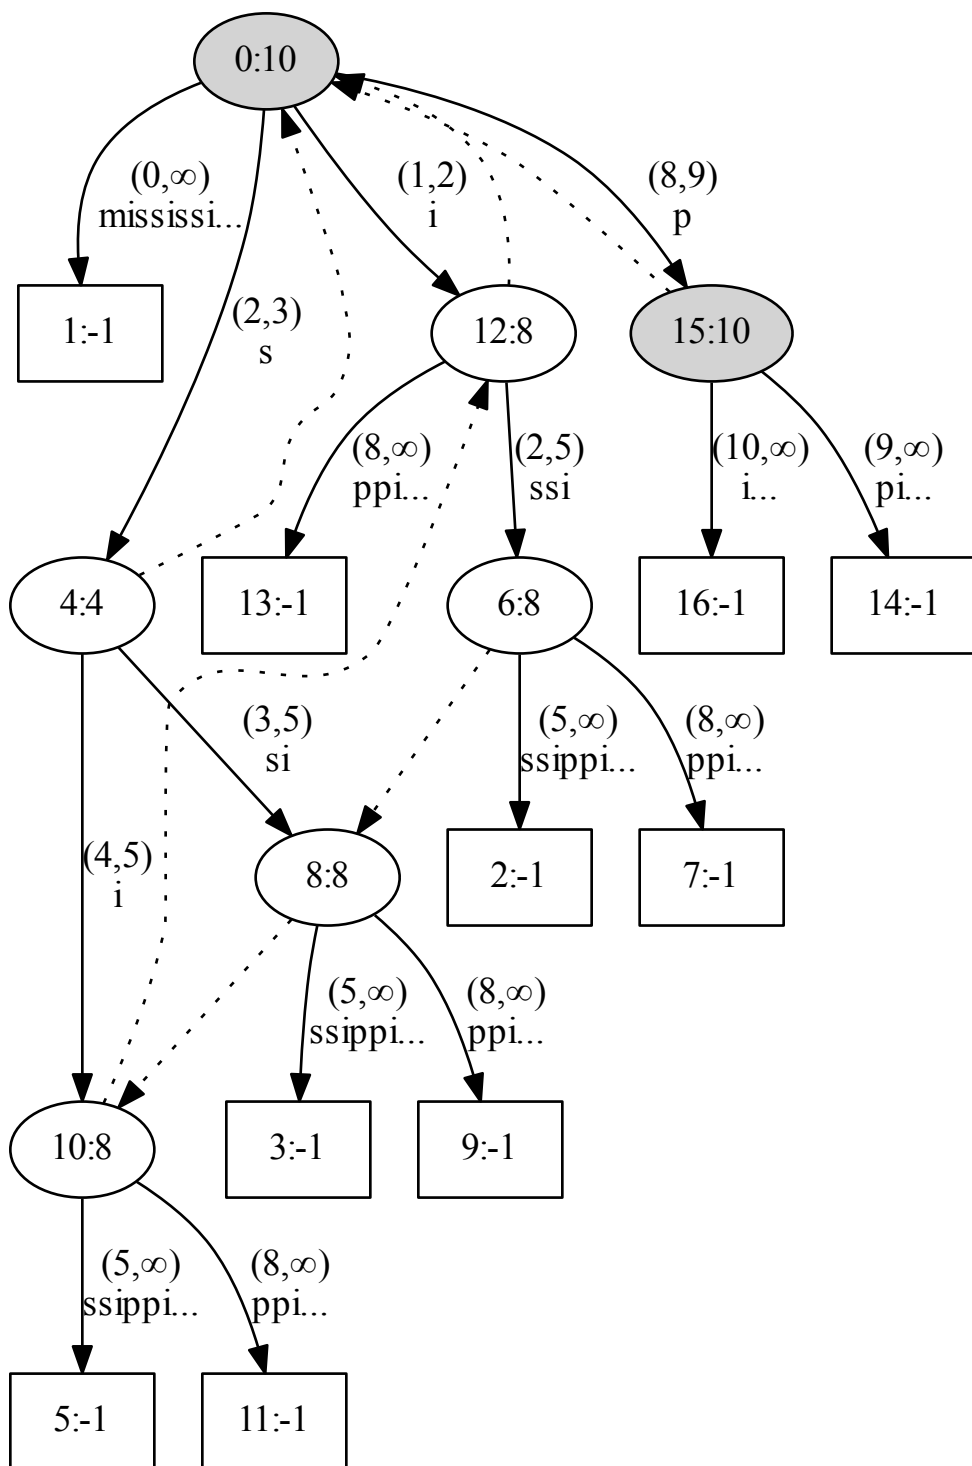 0:10
(0,∞)
mississi...
(1,2)
i
(8,9)
p
(2,3)
s
1:-1
12:8
15:10
(8,∞)
ppi...
(2,5)
ssi
(10,∞)
i...
(9,∞)
pi...
4:4
13:-1
6:8
16:-1
14:-1
(3,5)
si
(5,∞)
ssippi...
(8,∞)
ppi...
(4,5)
i
8:8
2:-1
7:-1
(5,∞)
ssippi...
(8,∞)
ppi...
10:8
3:-1
9:-1
(5,∞)
ssippi...
(8,∞)
ppi...
5:-1
11:-1